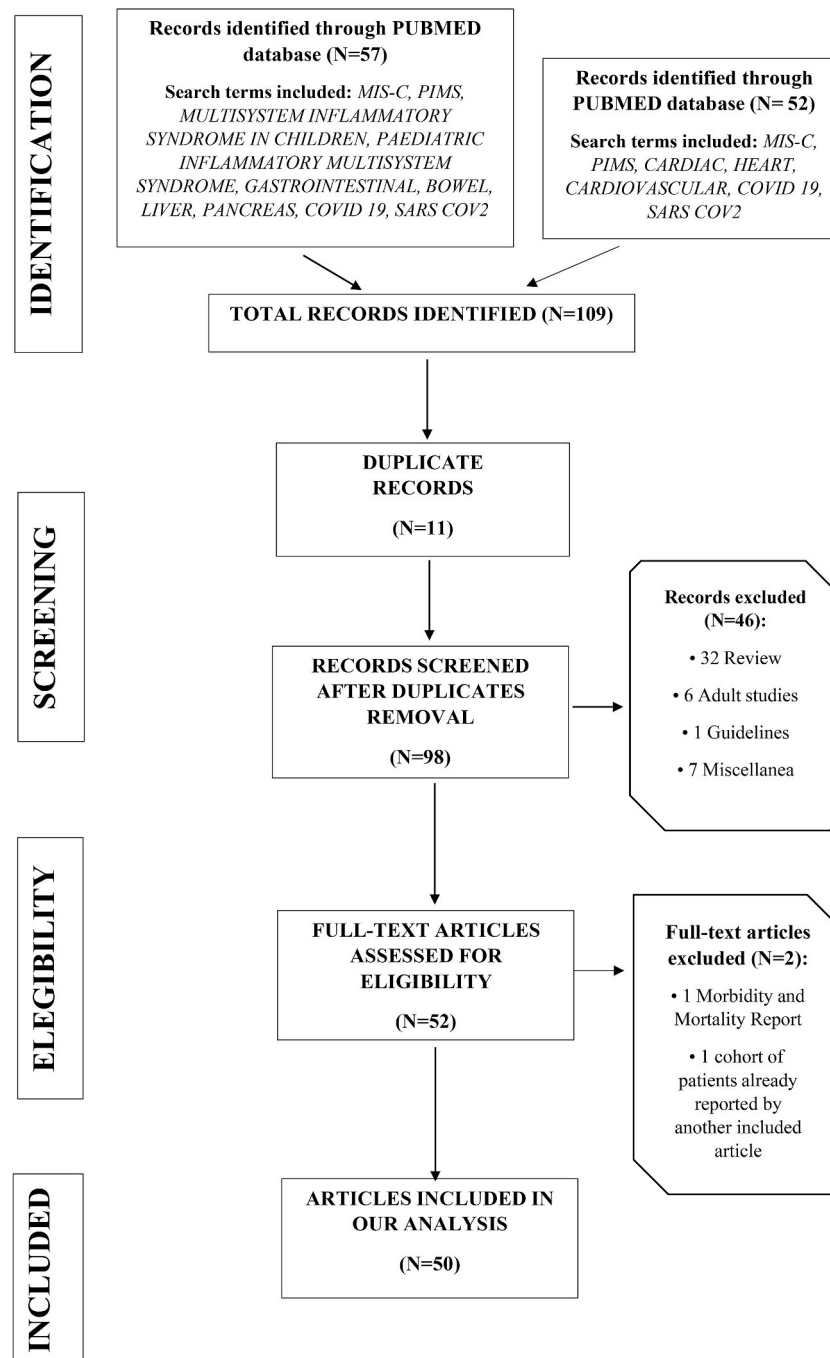 IDENTIFICATION
Records identified through PUBMED
database (N=57)
Search terms included: MIS-C, PIMS,
MULTISYSTEM INFLAMMATORY
SYNDROME IN CHILDREN, PAEDIATRIC
INFLAMMATORY MULTISYSTEM
SYNDROME, GASTROINTESTINAL, BOWEL,
LIVER, PANCREAS, COVID 19, SARS COV2
Records identified through
PUBMED database (N= 52)
Search terms included: MIS-C,
PIMS, CARDIAC, HEART,
CARDIOVASCULAR, COVID 19,
SARS COV2
TOTAL RECORDS IDENTIFIED (N=109)
SCREENING
DUPLICATE
RECORDS
(N=11)
RECORDS SCREENED
AFTER DUPLICATES
REMOVAL
(N=98)
Records excluded
(N=46):
• 32 Review
• 6 Adult studies
• 1 Guidelines
• 7 Miscellanea
ELEGIBILITY
FULL-TEXT ARTICLES
ASSESSED FOR
ELIGIBILITY
(N=52)
Full-text articles
excluded (N=2):
• 1 Morbidity and
Mortality Report
• 1 cohort of
patients already
reported by
another included
article
INCLUDED
ARTICLES INCLUDED IN
OUR ANALYSIS
(N=50)